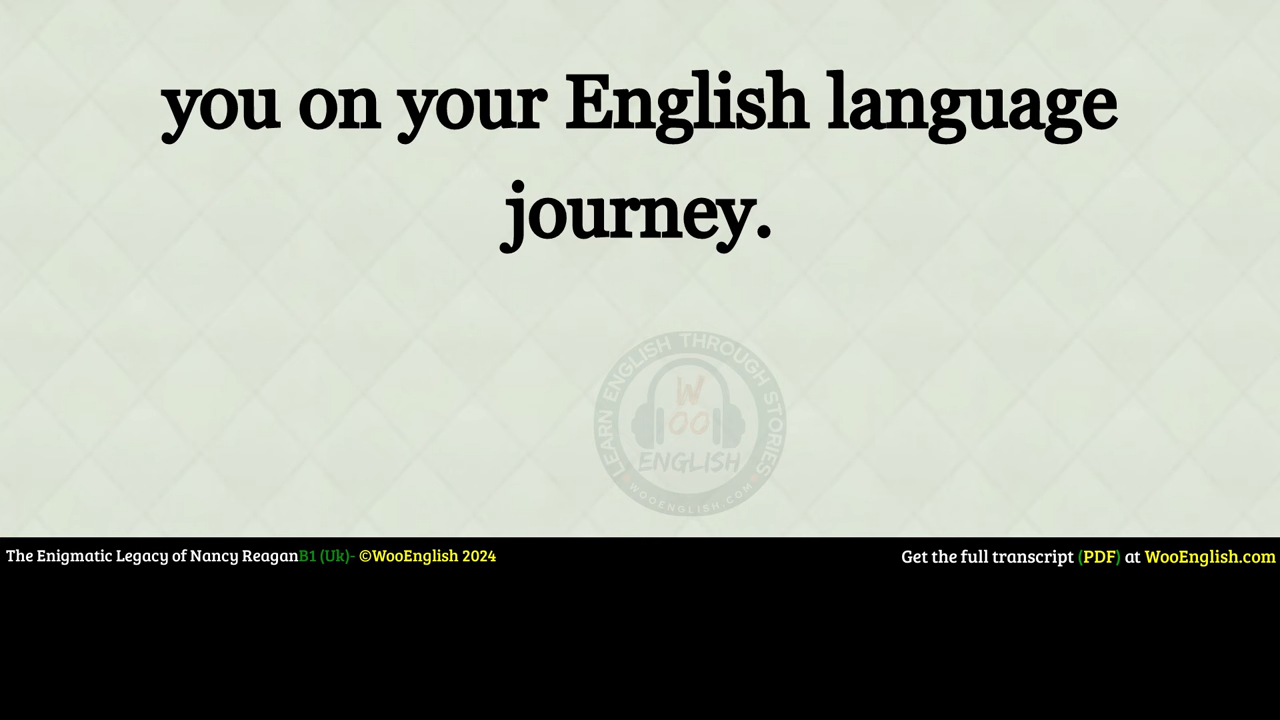 you on your English language
journey.
LEARN ENGLISH THROUGH STORIES
W
OO
ENGLISH
WOOENGLISH.COM
The Enigmatic Legacy of Nancy ReaganB1 (Uk)- ©WooEnglish 2024
Get the full transcript (PDF) at WooEnglish.com